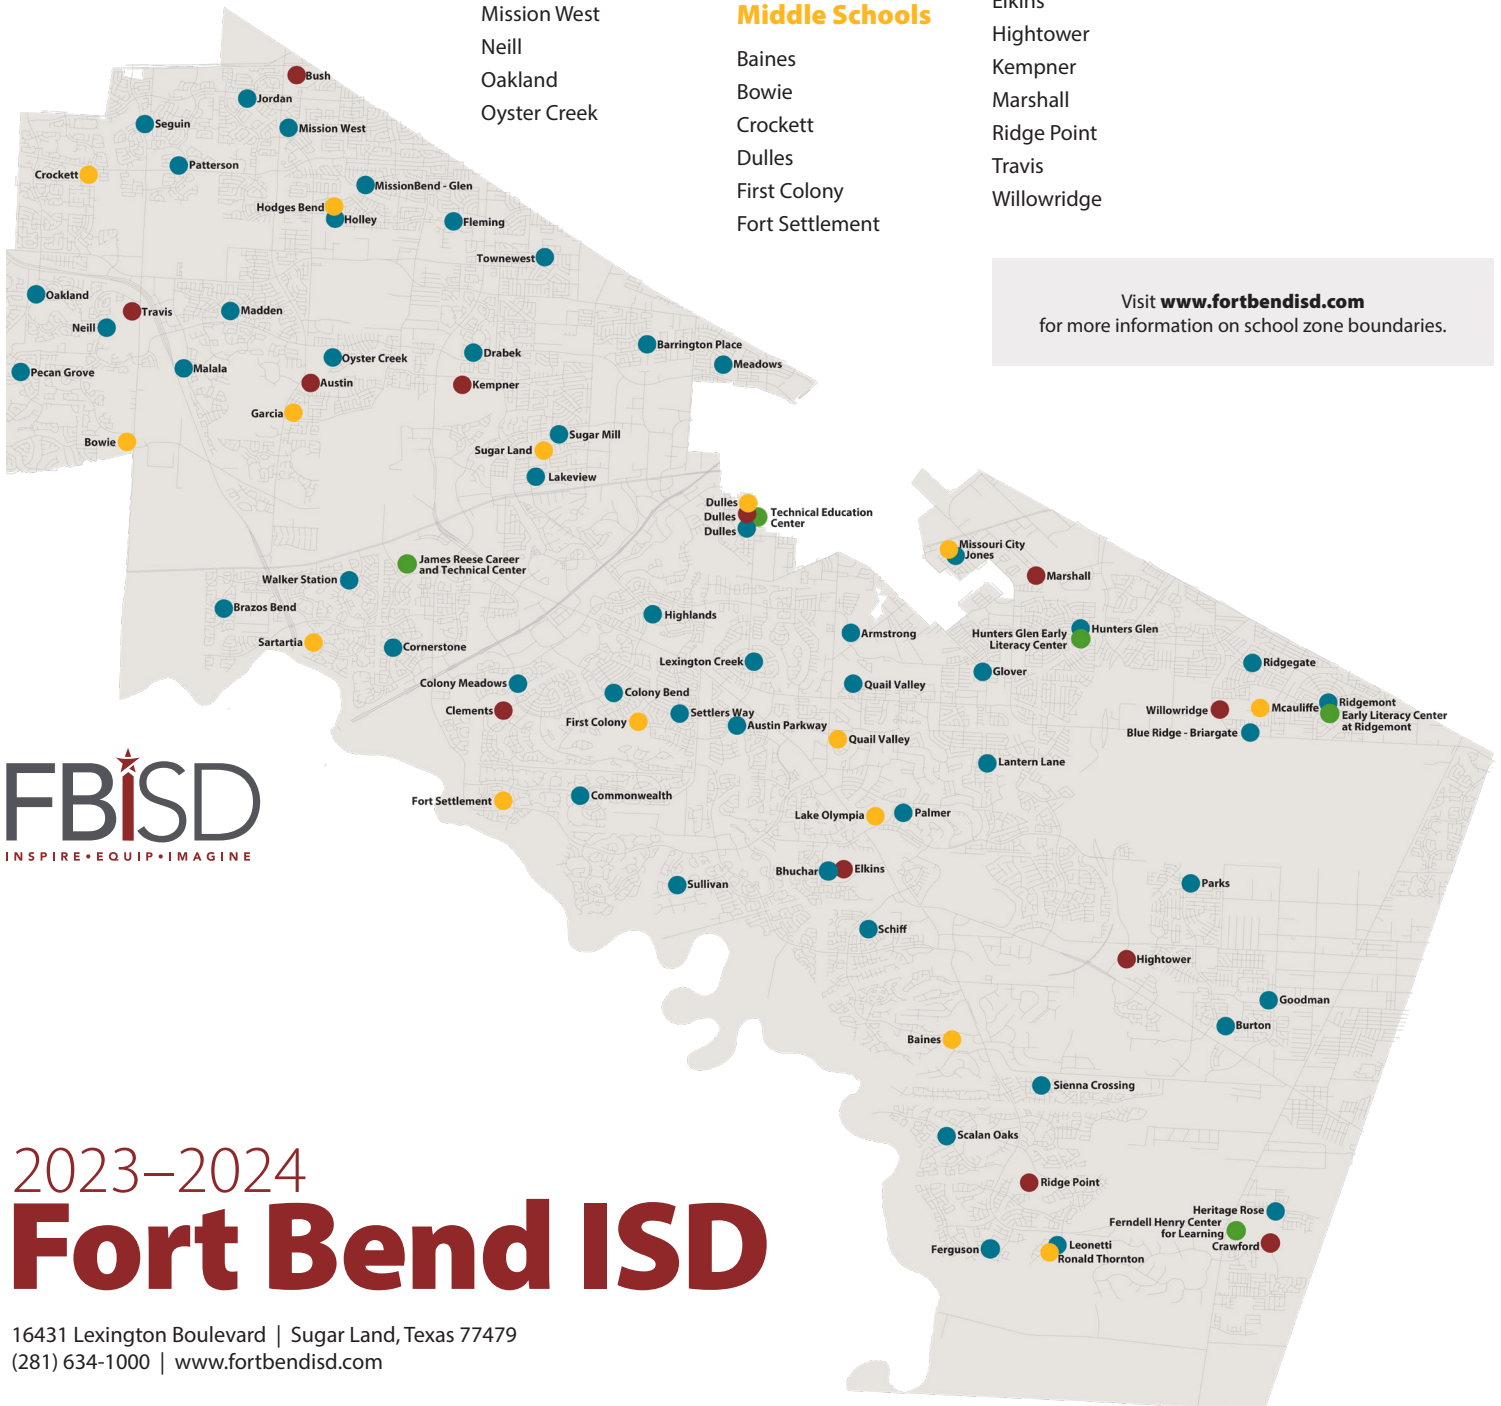 Mission West
Neill
Oakland
Oyster Creek
Middle Schools
Baines
Bowie
Crockett
Dulles
First Colony
Fort Settlement
Elkins
Hightower
Kempner
Marshall
Ridge Point
Travis
Willowridge
Visit www.fortbendisd.com
for more information on school zone boundaries.
Bush
Jordan
Seguin
Mission West
Patterson
Crockett
MissionBend - Glen
Hodges Bend
Holley
Fleming
Townewest
Oakland
Travis
Madden
Neill
Barrington Place
Oyster Creek
Drabek
Meadows
Pecan Grove
Malala
Austin
Kempner
Garcia
Bowie
Sugar Mill
Sugar Land
Lakeview
Dulles
Dulles
Dulles
Technical Education
Center
Missouri City
Jones
James Reese Career
and Technical Center
Marshall
Walker Station
Brazos Bend
Highlands
Sartartia
Cornerstone
Armstrong
Hunters Glen
Hunters Glen Early
Literacy Center
Lexington Creek
Ridgegate
Glover
Colony Meadows
Colony Bend
Quail Valley
Clements
First Colony
Settlers Way
Austin Parkway
Willowridge
Mcauliffe
Ridgemont
Early Literacy Center
at Ridgemont
Blue Ridge - Briargate
Quail Valley
Lantern Lane
FBISD
INSPIRE•EQUIP•IMAGINE
Fort Settlement
Commonwealth
Lake Olympia
Palmer
Bhuchar
Elkins
Sullivan
Parks
Schiff
Hightower
Goodman
Burton
Baines
Sienna Crossing
Scalan Oaks
Ridge Point
Heritage Rose
Ferndell Henry Center
for Learning
Crawford
Ferguson
Leonetti
Ronald Thornton
2023–2024
Fort Bend ISD
16431 Lexington Boulevard | Sugar Land, Texas 77479
(281) 634-1000 | www.fortbendisd.com